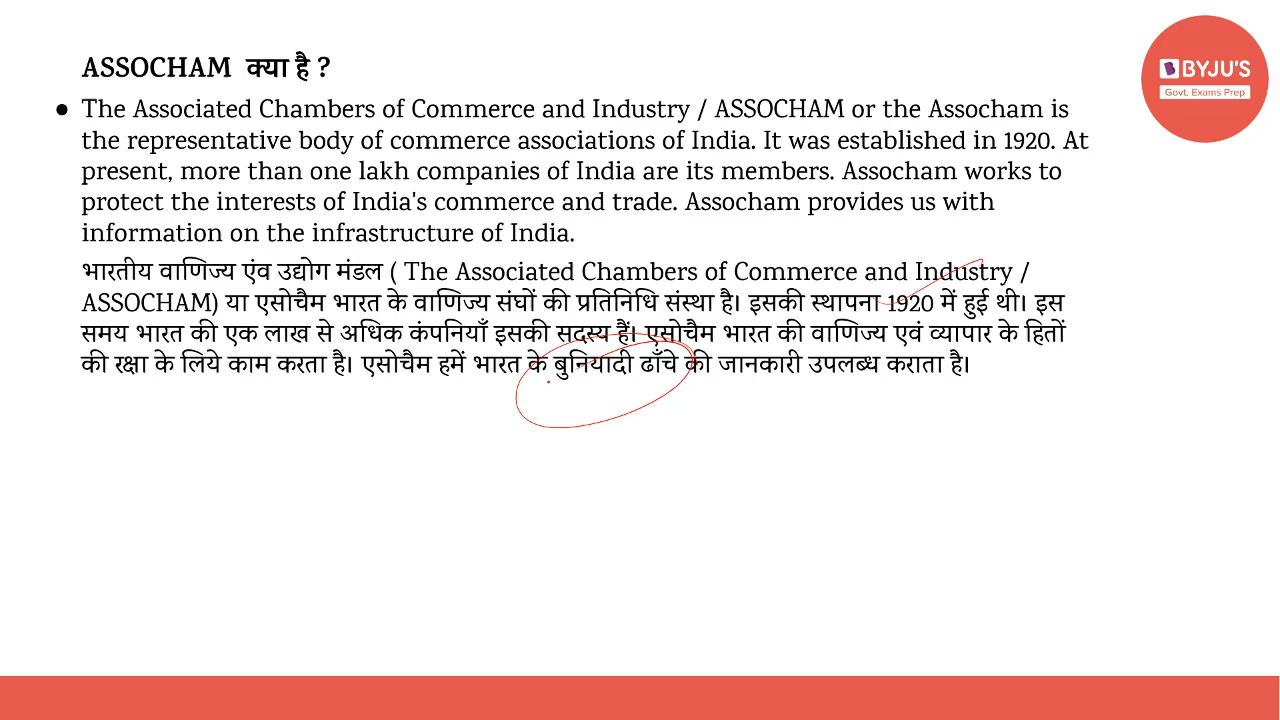 ASSOCHAM क्या है ?
BYJU'S
Govt. Exams Prep
● The Associated Chambers of Commerce and Industry / ASSOCHAM or the Assocham is
the representative body of commerce associations of India. It was established in 1920. At
present, more than one lakh companies of India are its members. Assocham works to
protect the interests of India's commerce and trade. Assocham provides us with
information on the infrastructure of India.
भारतीय वाणिज्य एंव उद्योग मंडल ( The Associated Chambers of Commerce and Industry /
ASSOCHAM) या एसोचैम भारत के वाणिज्य संघों की प्रतिनिधि संस्था है। इसकी स्थापना 1920 में हुई थी। इस
समय भारत की एक लाख से अधिक कंपनियाँ इसकी सदस्य हैं। एसोचैम भारत की वाणिज्य एवं व्यापार के हितों
की रक्षा के लिये काम करता है। एसोचैम हमें भारत के बुनियादी ढाँचे की जानकारी उपलब्ध कराता है।